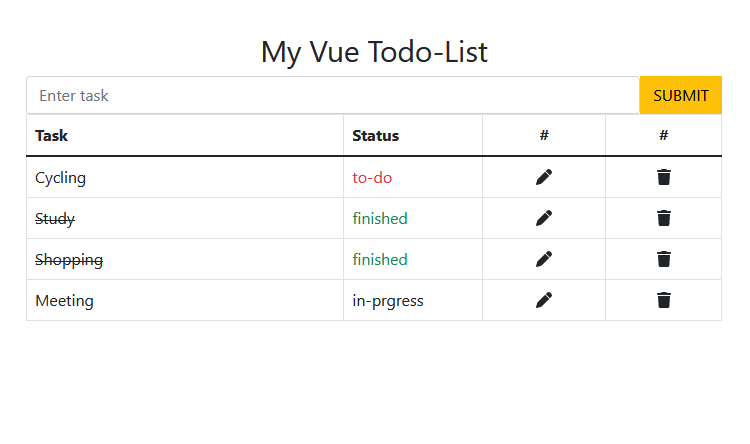 My Vue Todo-List
Enter task SUBMIT
Task Status # #
Cycling to-do
Study finished
Shopping finished
Meeting in-prgress